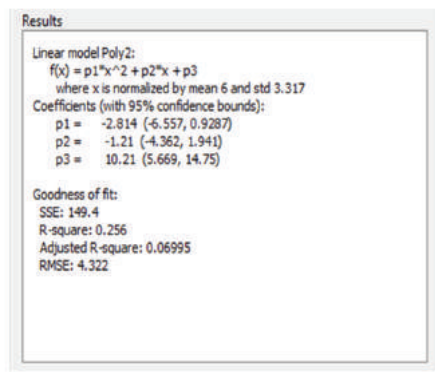 Results
Linear model Poly2:
f(x) = p1*x^2 + p2*x + p3
where x is normalized by mean 6 and std 3.317
Coefficients (with 95% confidence bounds):
p1 = -2.814 (-6.557, 0.9287)
p2 = -1.21 (-4.362, 1.941)
p3 = 10.21 (5.669, 14.75)
Goodness of fit:
SSE: 149.4
R-square: 0.256
Adjusted R-square: 0.06995
RMSE: 4.322